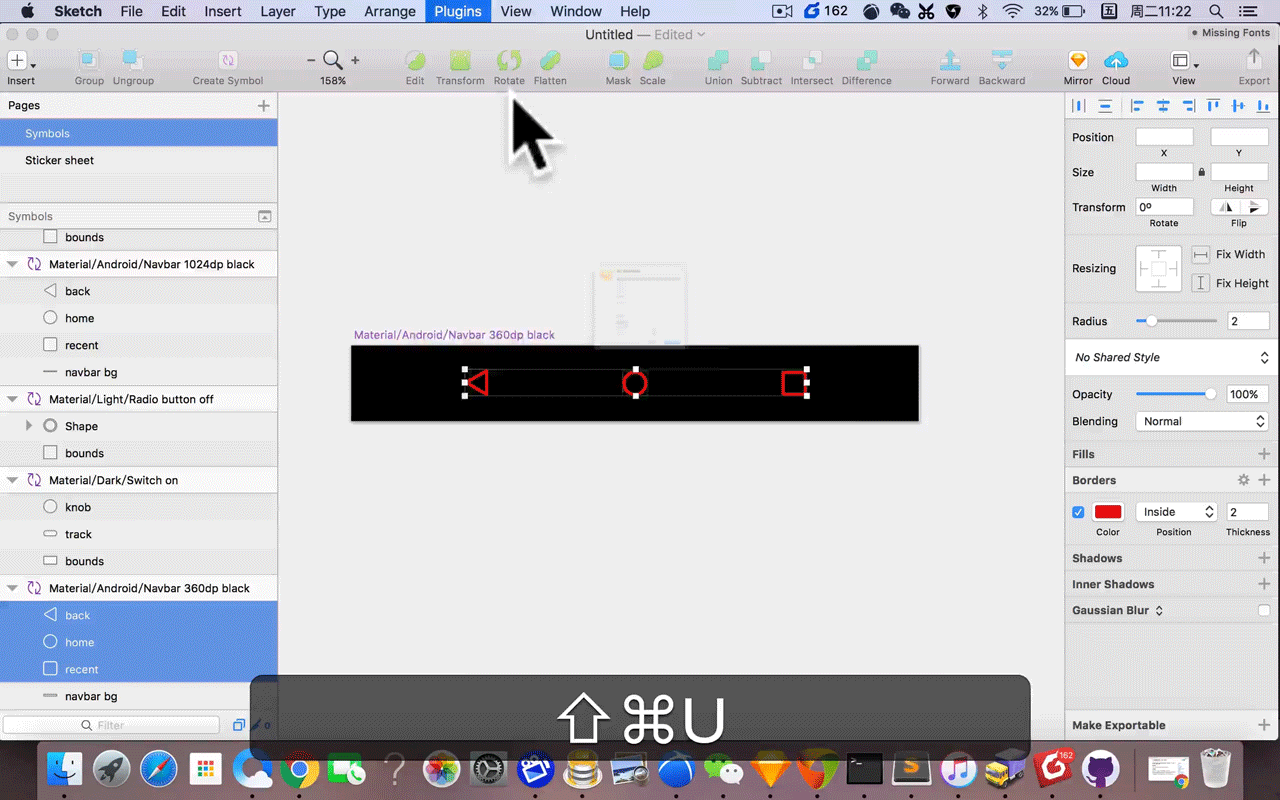 Sketch File Edit Insert Layer Type Arrange Plugins View Window Help 162 32% 五 周二11:22
Untitled — Edited
Missing Fonts
Insert Group Ungroup Create Symbol 158% Edit Transform Rotate Flatten Mask Scale Union Subtract Intersect Difference Forward Backward Mirror Cloud View Export
Pages
Symbols
Sticker sheet
Symbols
bounds
Material/Android/Navbar 1024dp black
back
home
recent
navbar bg
Material/Light/Radio button off
Shape
bounds
Material/Dark/Switch on
knob
track
bounds
Material/Android/Navbar 360dp black
back
home
recent
navbar bg
Filter 0
Material/Android/Navbar 360dp black
Position
X Y
Size
Width Height
Transform 0º
Rotate Flip
Resizing Fix Width
Fix Height
Radius 2
No Shared Style
Opacity 100%
Blending Normal
Fills
Borders
Inside 2
Color Position Thickness
Shadows
Inner Shadows
Gaussian Blur
Make Exportable
⇧⌘U
162